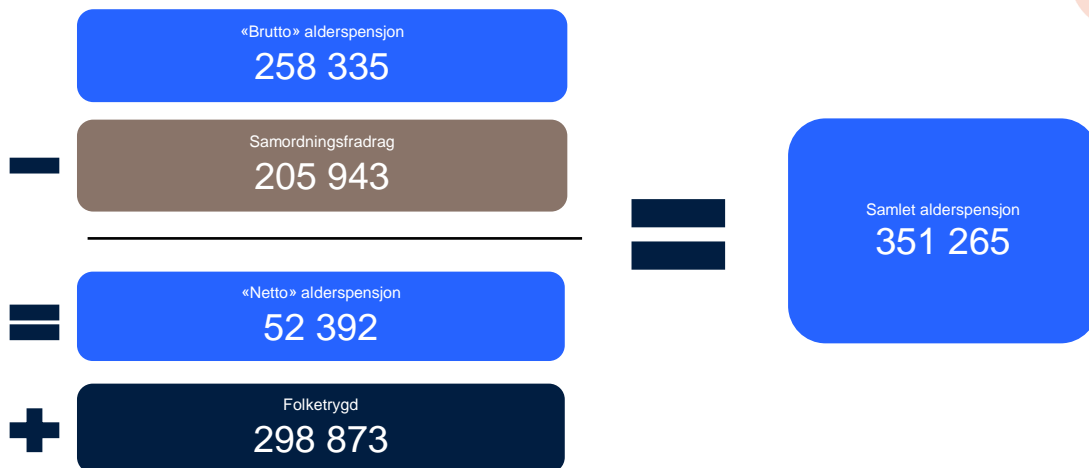 «Brutto» alderspensjon
258 335
Samordningsfradrag
205 943
«Netto» alderspensjon
52 392
Folketrygd
298 873
Samlet alderspensjon
351 265